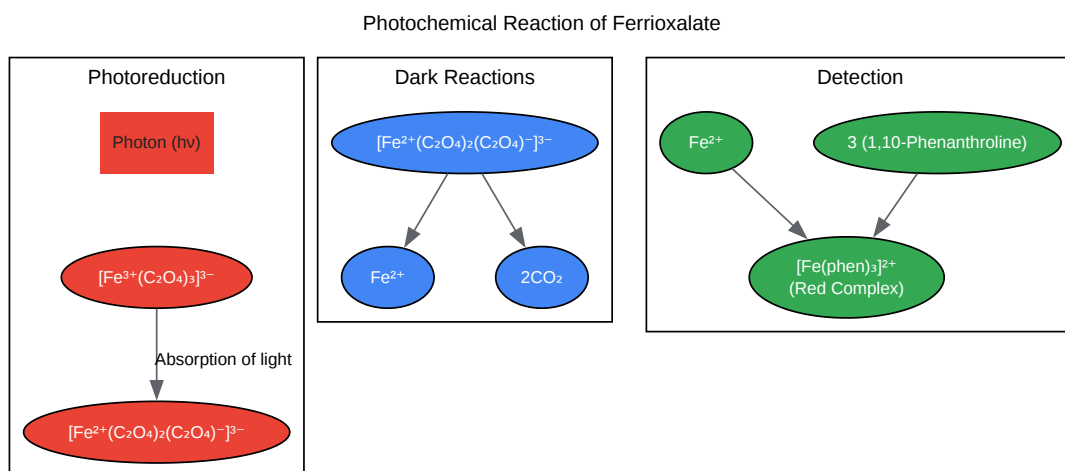 Photochemical Reaction of Ferrioxalate
Photoreduction
Photon (hν)
[Fe³⁺(C₂O₄)₃]³⁻
Absorption of light
[Fe²⁺(C₂O₄)₂(C₂O₄)⁻]³⁻
Dark Reactions
[Fe²⁺(C₂O₄)₂(C₂O₄)⁻]³⁻
Fe²⁺
2CO₂
Detection
Fe²⁺
3 (1,10-Phenanthroline)
[Fe(phen)₃]²⁺
(Red Complex)